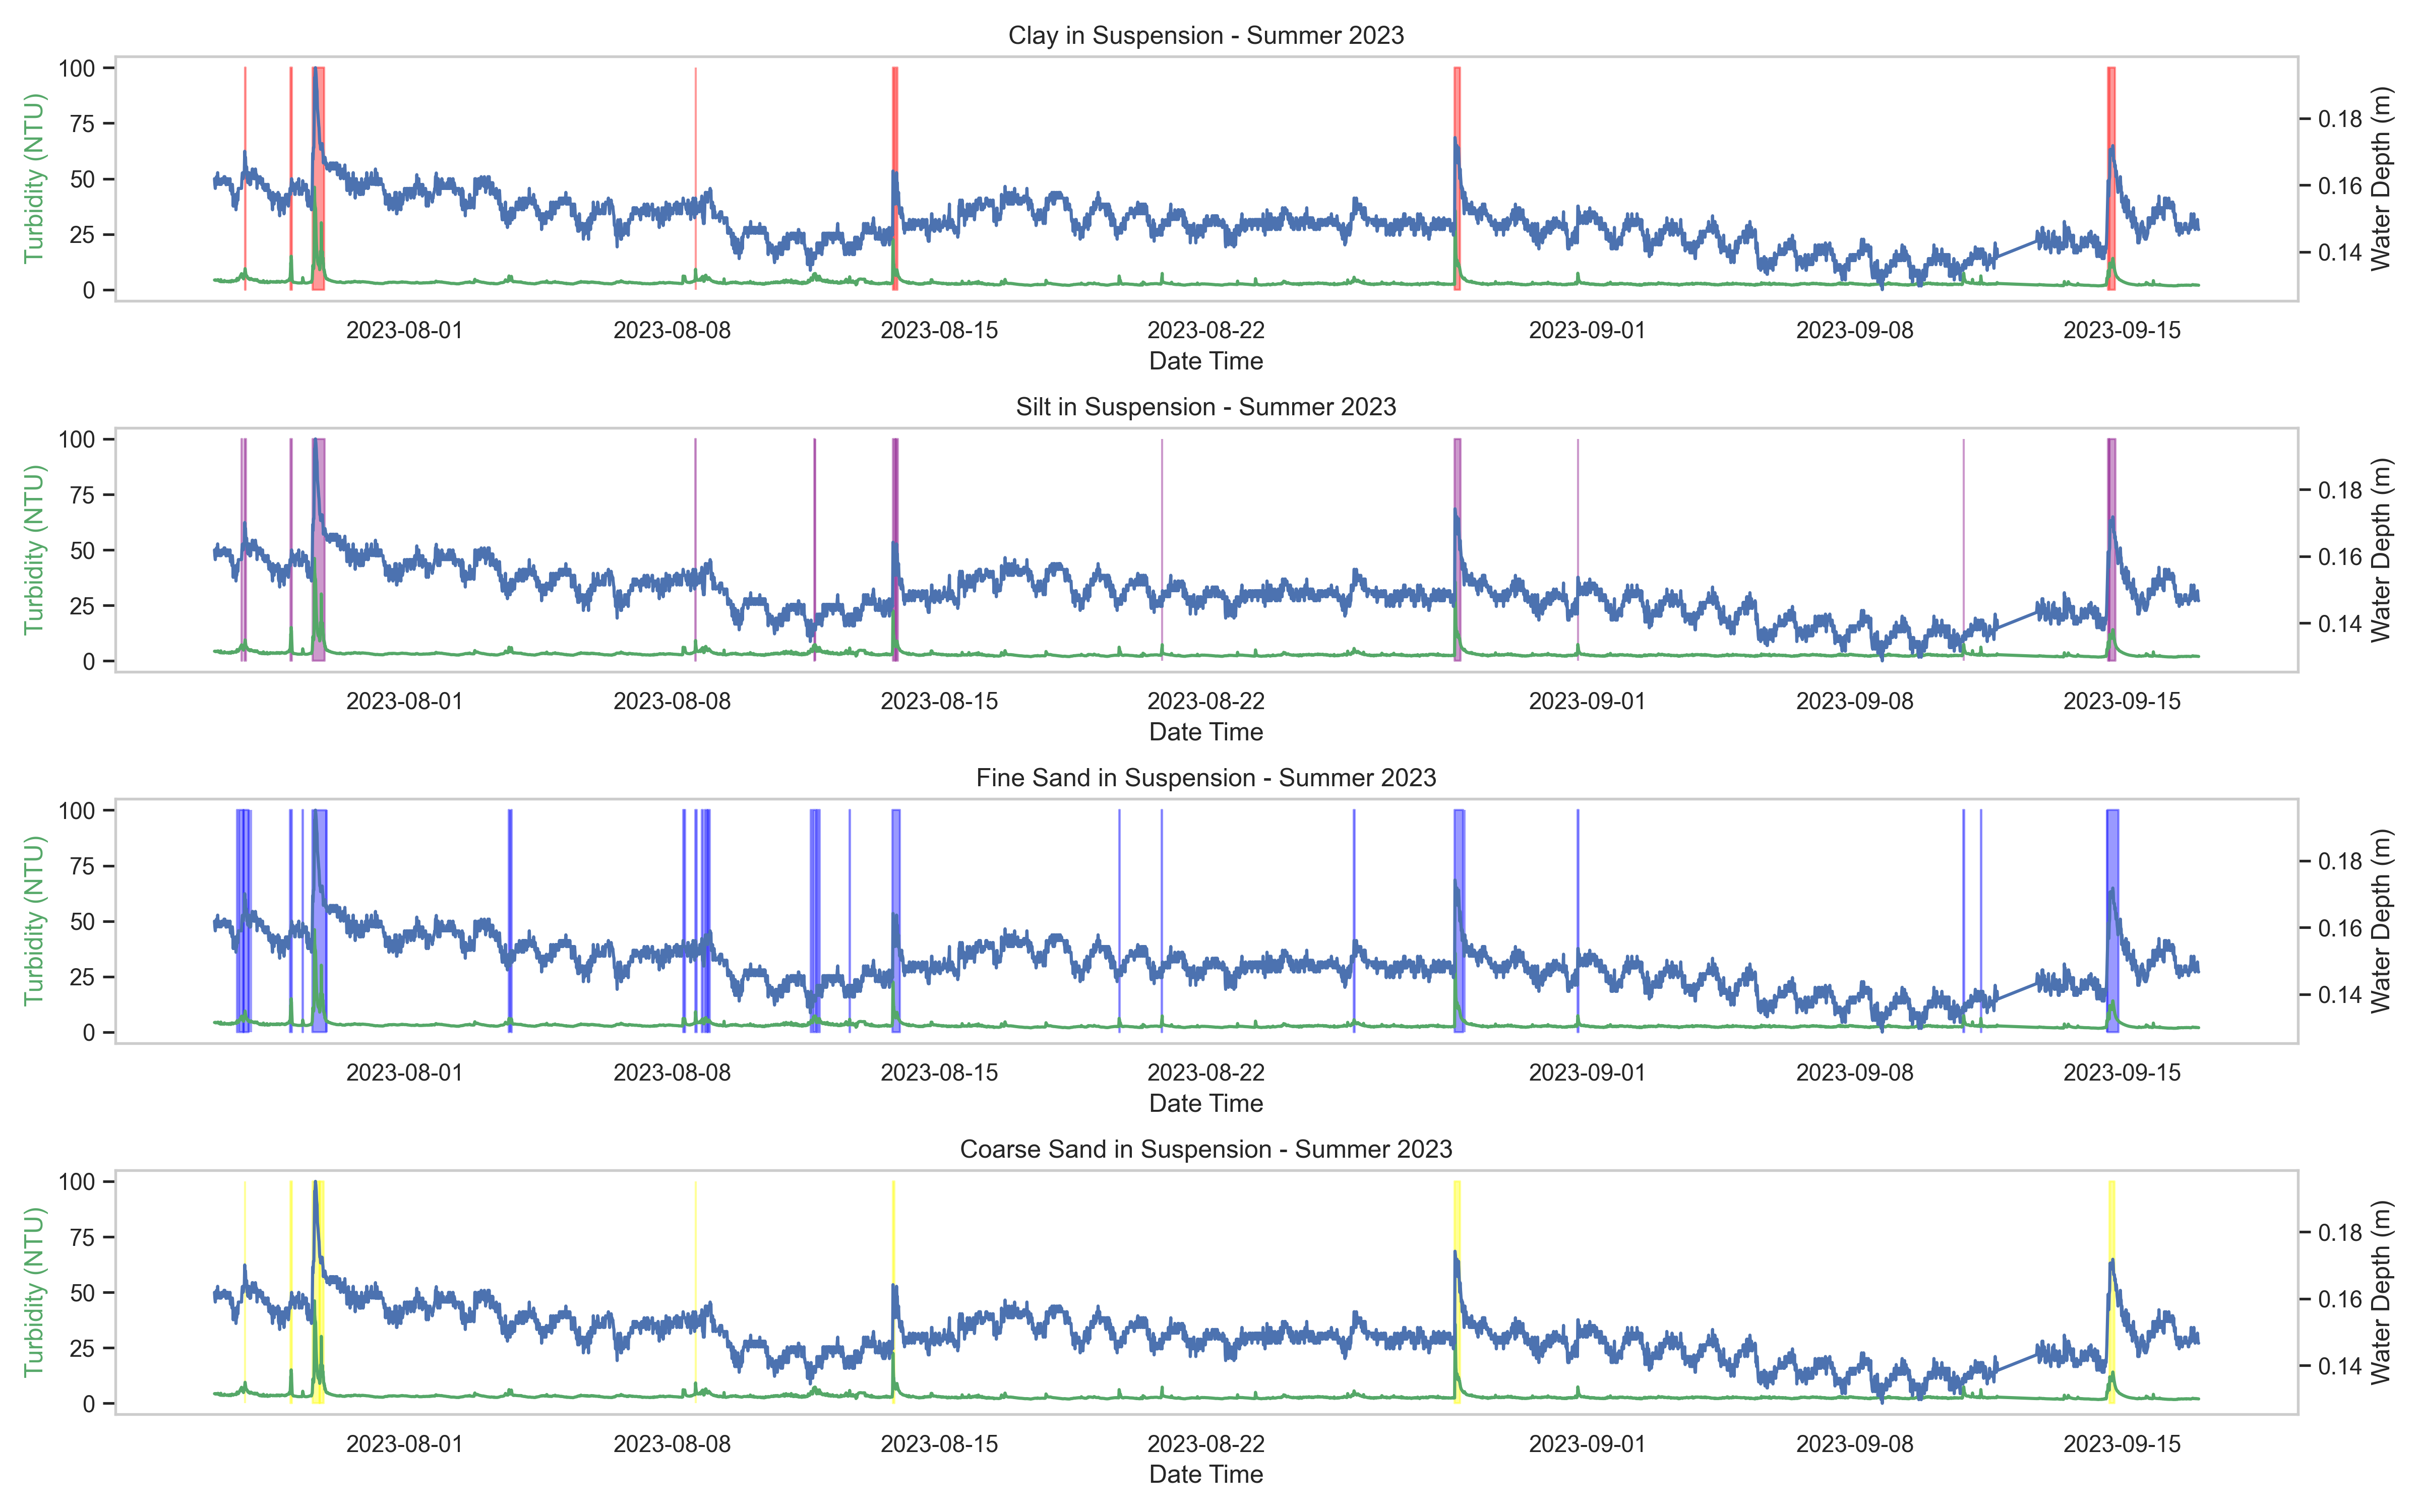 Clay in Suspension - Summer 2023
100
75
50
25
0
Turbidity (NTU)
0.18
0.16
0.14
Water Depth (m)
2023-08-01 2023-08-08 2023-08-15 2023-08-22 2023-09-01 2023-09-08 2023-09-15
Date Time
Silt in Suspension - Summer 2023
100
75
50
25
0
Turbidity (NTU)
0.18
0.16
0.14
Water Depth (m)
2023-08-01 2023-08-08 2023-08-15 2023-08-22 2023-09-01 2023-09-08 2023-09-15
Date Time
Fine Sand in Suspension - Summer 2023
100
75
50
25
0
Turbidity (NTU)
0.18
0.16
0.14
Water Depth (m)
2023-08-01 2023-08-08 2023-08-15 2023-08-22 2023-09-01 2023-09-08 2023-09-15
Date Time
Coarse Sand in Suspension - Summer 2023
100
75
50
25
0
Turbidity (NTU)
0.18
0.16
0.14
Water Depth (m)
2023-08-01 2023-08-08 2023-08-15 2023-08-22 2023-09-01 2023-09-08 2023-09-15
Date Time